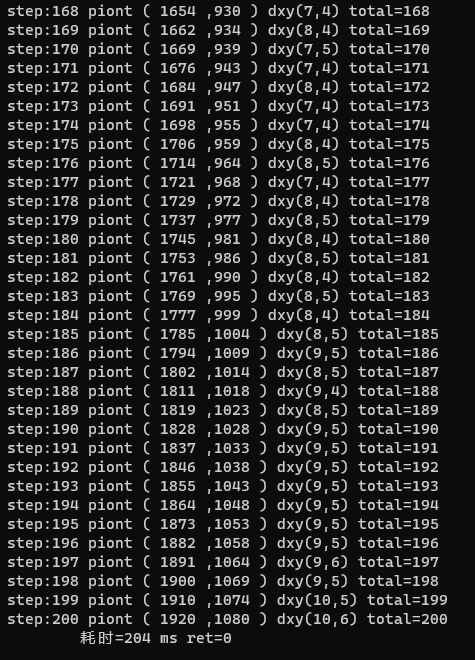 step:168 piont ( 1654 ,930 ) dxy(7,4) total=168
step:169 piont ( 1662 ,934 ) dxy(8,4) total=169
step:170 piont ( 1669 ,939 ) dxy(7,5) total=170
step:171 piont ( 1676 ,943 ) dxy(7,4) total=171
step:172 piont ( 1684 ,947 ) dxy(8,4) total=172
step:173 piont ( 1691 ,951 ) dxy(7,4) total=173
step:174 piont ( 1698 ,955 ) dxy(7,4) total=174
step:175 piont ( 1706 ,959 ) dxy(8,4) total=175
step:176 piont ( 1714 ,964 ) dxy(8,5) total=176
step:177 piont ( 1721 ,968 ) dxy(7,4) total=177
step:178 piont ( 1729 ,972 ) dxy(8,4) total=178
step:179 piont ( 1737 ,977 ) dxy(8,5) total=179
step:180 piont ( 1745 ,981 ) dxy(8,4) total=180
step:181 piont ( 1753 ,986 ) dxy(8,5) total=181
step:182 piont ( 1761 ,990 ) dxy(8,4) total=182
step:183 piont ( 1769 ,995 ) dxy(8,5) total=183
step:184 piont ( 1777 ,999 ) dxy(8,4) total=184
step:185 piont ( 1785 ,1004 ) dxy(8,5) total=185
step:186 piont ( 1794 ,1009 ) dxy(9,5) total=186
step:187 piont ( 1802 ,1014 ) dxy(8,5) total=187
step:188 piont ( 1811 ,1018 ) dxy(9,4) total=188
step:189 piont ( 1819 ,1023 ) dxy(8,5) total=189
step:190 piont ( 1828 ,1028 ) dxy(9,5) total=190
step:191 piont ( 1837 ,1033 ) dxy(9,5) total=191
step:192 piont ( 1846 ,1038 ) dxy(9,5) total=192
step:193 piont ( 1855 ,1043 ) dxy(9,5) total=193
step:194 piont ( 1864 ,1048 ) dxy(9,5) total=194
step:195 piont ( 1873 ,1053 ) dxy(9,5) total=195
step:196 piont ( 1882 ,1058 ) dxy(9,5) total=196
step:197 piont ( 1891 ,1064 ) dxy(9,6) total=197
step:198 piont ( 1900 ,1069 ) dxy(9,5) total=198
step:199 piont ( 1910 ,1074 ) dxy(10,5) total=199
step:200 piont ( 1920 ,1080 ) dxy(10,6) total=200
耗时=204 ms ret=0